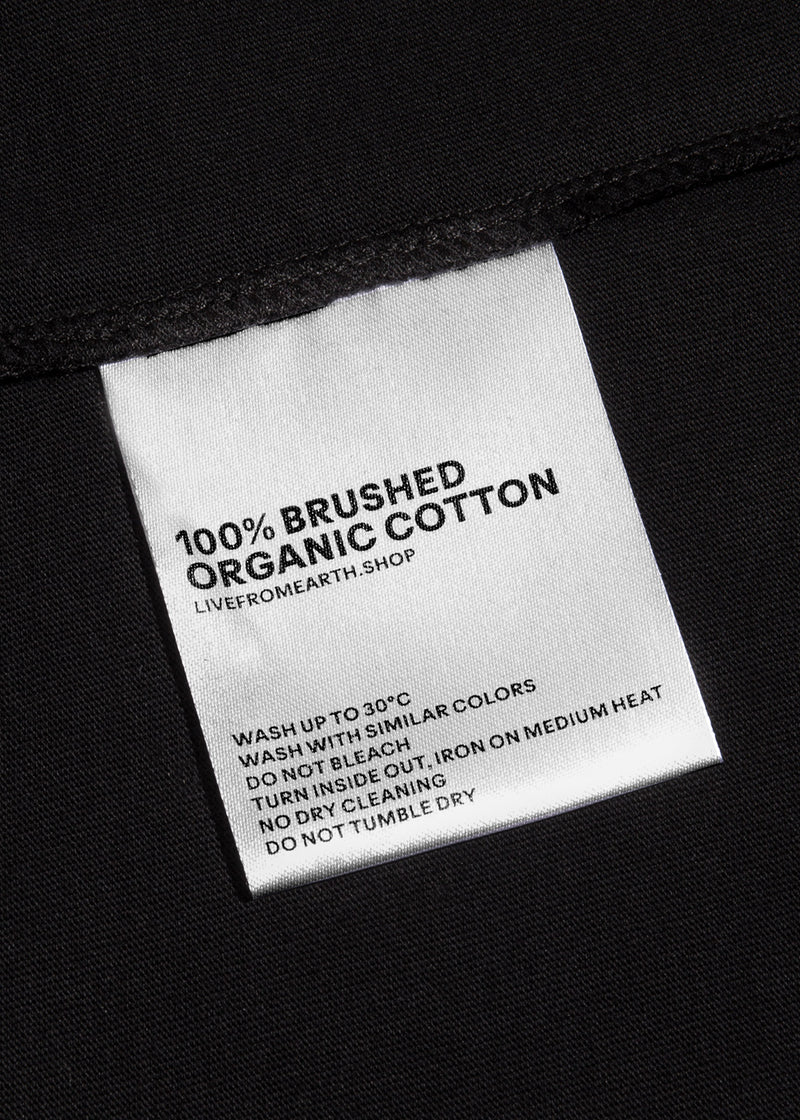 100% BRUSHED
ORGANIC COTTON
LIVEFROMEARTH.SHOP
WASH UP TO 30°C
WASH WITH SIMILAR COLORS
DO NOT BLEACH
TURN INSIDE OUT, IRON ON MEDIUM HEAT
NO DRY CLEANING
DO NOT TUMBLE DRY